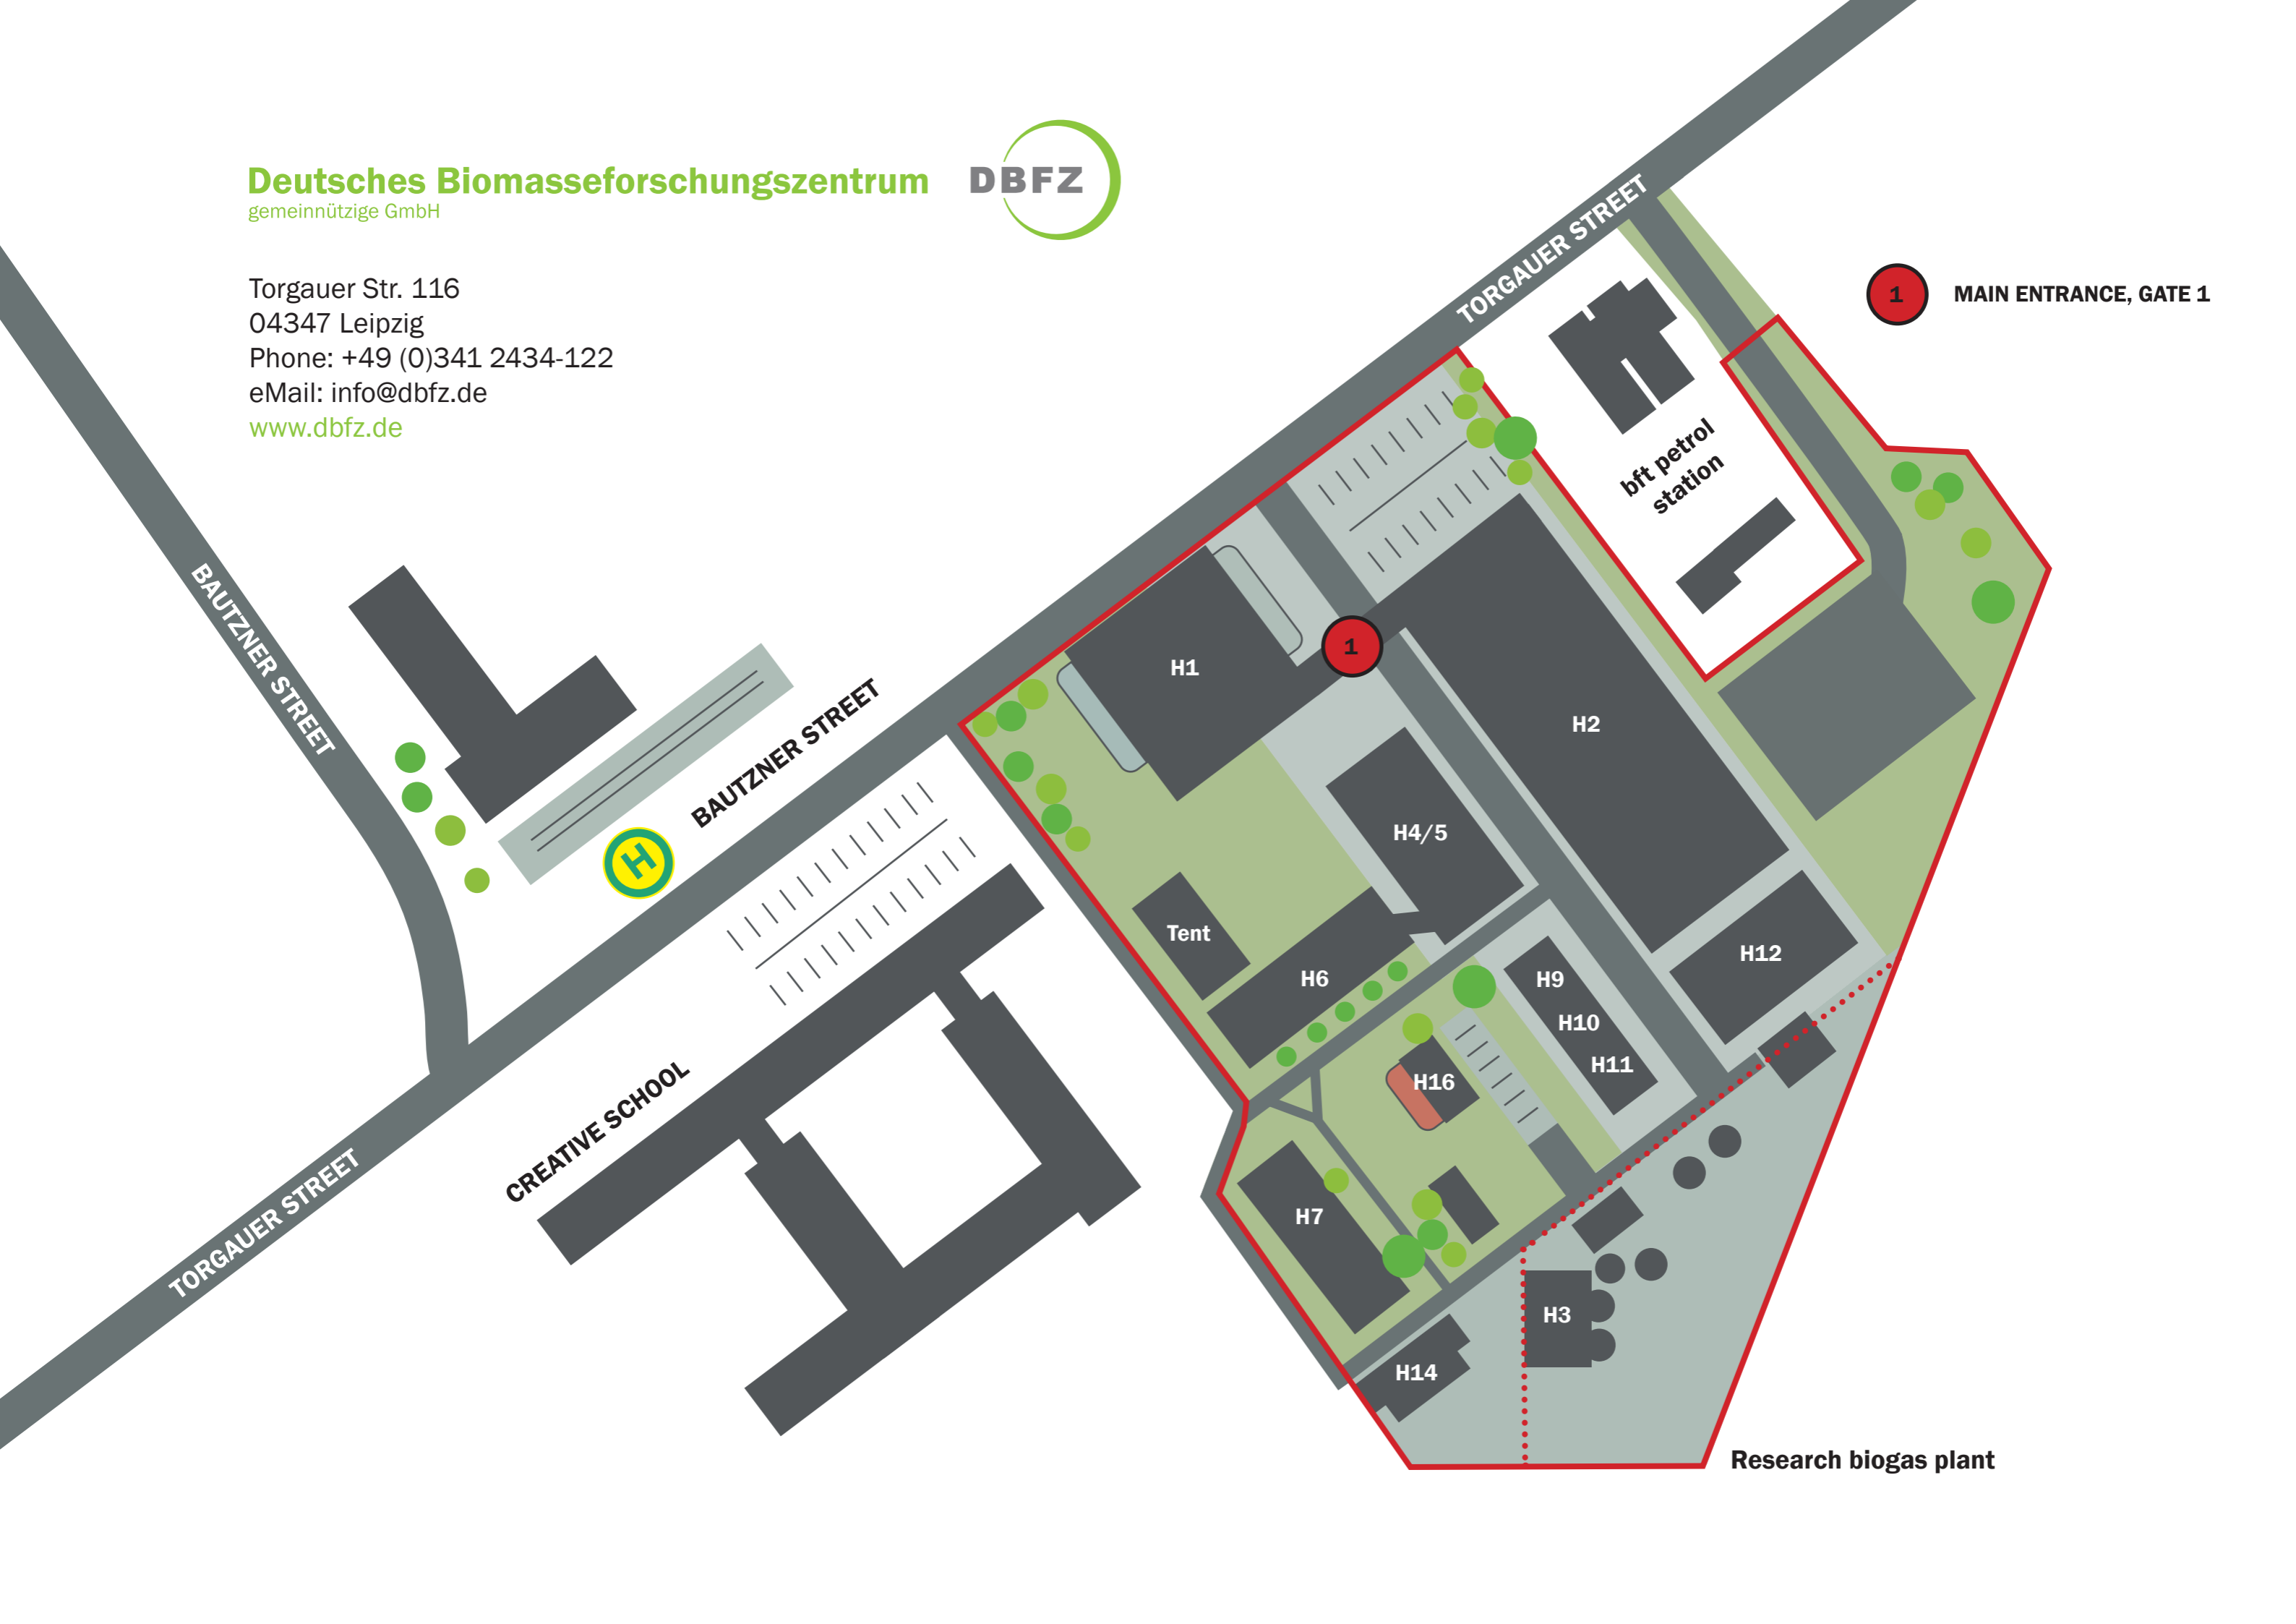 Deutsches Biomasseforschungszentrum
gemeinnützige GmbH
DBFZ
Torgauer Str. 116
04347 Leipzig
Phone: +49 (0)341 2434-122
eMail: info@dbfz.de
www.dbfz.de
TORGAUER STREET
1
MAIN ENTRANCE, GATE 1
bft petrol
station
BAUTZNER STREET
BAUTZNER STREET
H
H1
1
H2
H4/5
Tent
H6
H9
H10
H11
H12
H16
CREATIVE SCHOOL
TORGAUER STREET
H7
H3
H14
Research biogas plant